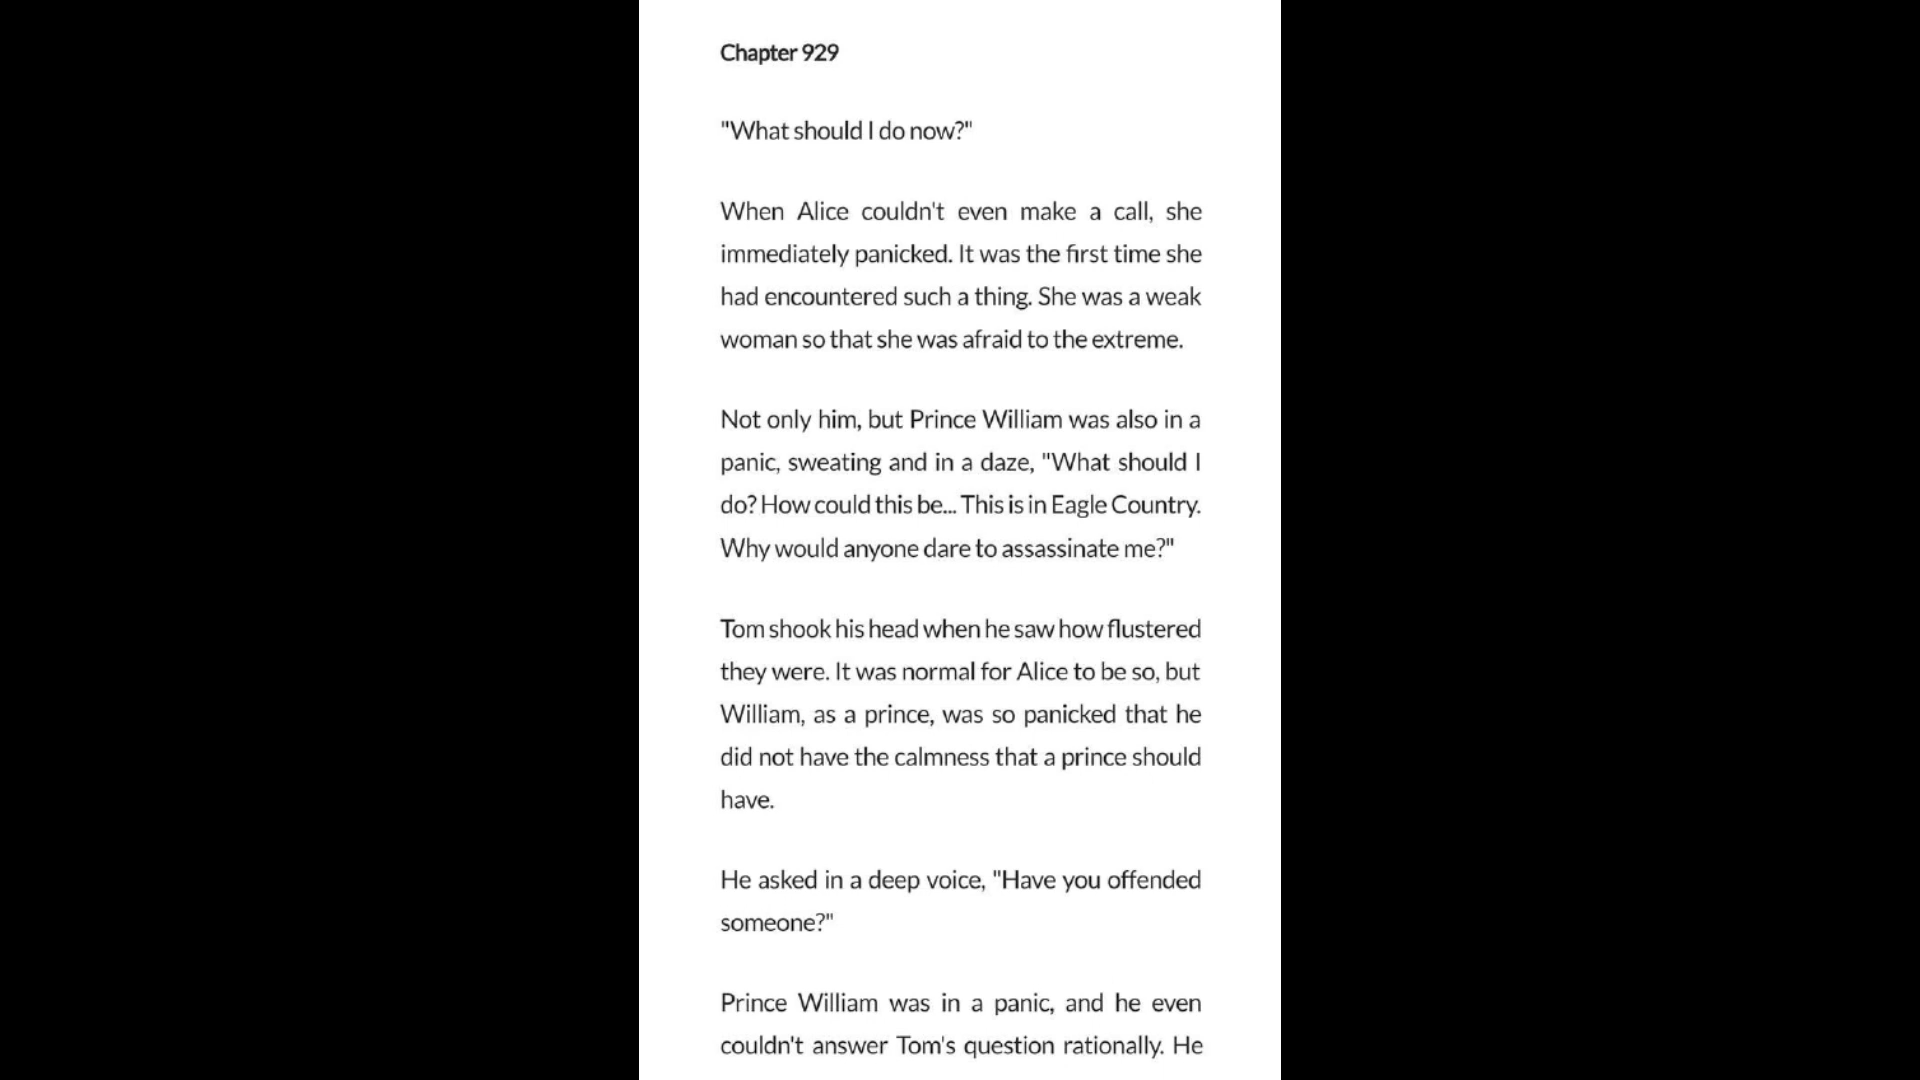 Chapter 929
"What should I do now?"
When Alice couldn't even make a call, she
immediately panicked. It was the first time she
had encountered such a thing. She was a weak
woman so that she was afraid to the extreme.
Not only him, but Prince William was also in a
panic, sweating and in a daze, "What should I
do? How could this be... This is in Eagle Country.
Why would anyone dare to assassinate me?"
Tom shook his head when he saw how flustered
they were. It was normal for Alice to be so, but
William, as a prince, was so panicked that he
did not have the calmness that a prince should
have.
He asked in a deep voice, "Have you offended
someone?"
Prince William was in a panic, and he even
couldn't answer Tom's question rationally. He